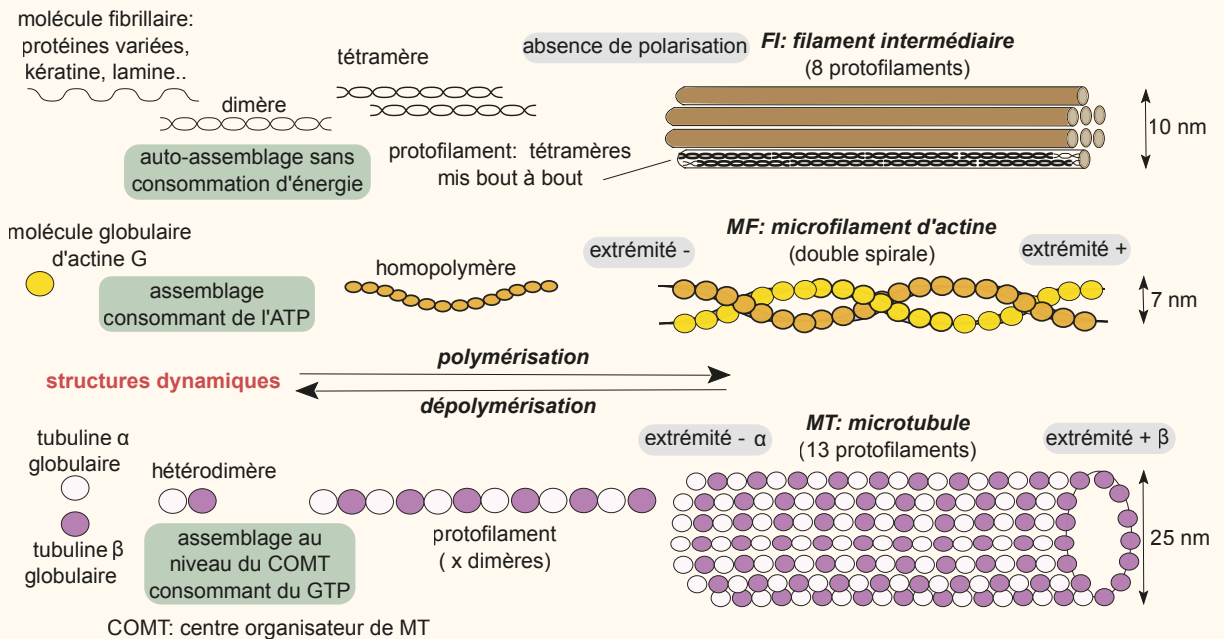 molécule fibrillaire:
protéines variées,
kératine, lamine..
dimère
tétramère
absence de polarisation
FI: filament intermédiaire
(8 protofilaments)
10 nm
auto-assemblage sans
consommation d'énergie
protofilament: tétramères
mis bout à bout
molécule globulaire
d'actine G
assemblage
consommant de l'ATP
homopolymère
extrémité -
MF: microfilament d'actine
(double spirale)
extrémité +
7 nm
structures dynamiques
polymérisation
dépolymérisation
tubuline α
globulaire
tubuline β
globulaire
hétérodimère
assemblage au
niveau du COMT
consommant du GTP
protofilament
( x dimères)
extrémité - α
MT: microtubule
(13 protofilaments)
extrémité + β
25 nm
COMT: centre organisateur de MT